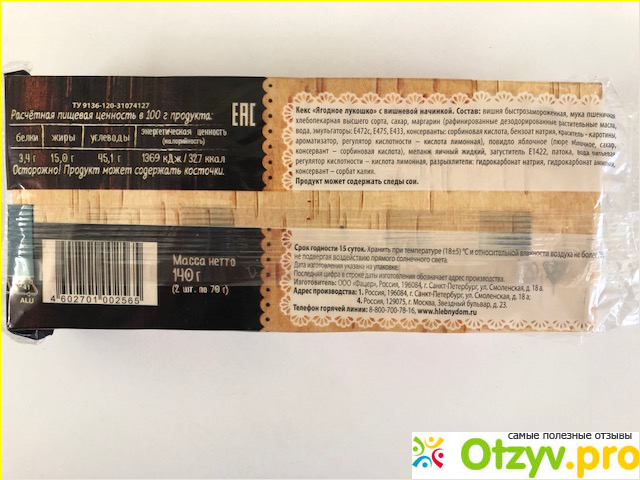 ТУ 9136-120-31074127
Расчётная пищевая ценность в 100 г продукта:
белки жиры углеводы энергетическая ценность (калорийность)
3,4 г 15,0 г 45,1 г 1369 кДж / 327 ккал
Осторожно! Продукт может содержать косточки.
EAC
Кекс «Ягодное лукошко» с вишневой начинкой. Состав: вишня быстрозамороженная, мука пшенична
хлебопекарная высшего сорта, сахар, маргарин (рафинированные дезодорированные растительные масла,
вода, эмульгаторы: Е472с, Е475, Е433, консерванты: сорбиновая кислота, бензоат натрия, краситель - каротины,
ароматизатор, регулятор кислотности – кислота лимонная), повидло яблочное (пюре яблочное, сахар,
консервант – сорбиновая кислота), меланж яичный жидкий, загуститель Е1422, патока, вода питьевая
регулятор кислотности - кислота лимонная, разрыхлители: гидрокарбонат натрия, гидрокарбонат аммония,
консервант – сорбат калия.
Продукт может содержать следы сои.
Масса нетто
140 г
(2 шт. по 70 г)
ALU
4 602701 002565
Срок годности 15 суток. Хранить при температуре (18±5) °С и относительной влажности воздуха не более
не подвергая воздействию прямого солнечного света.
Дата изготовления указана на упаковке.
Последняя цифра в строке даты изготовления обозначает адрес производства.
Изготовитель: ООО «Фацер», Россия, 196084, г. Санкт-Петербург, ул. Смоленская, д. 18 а.
Адрес производства: 1. Россия, 196084, г. Санкт-Петербург, ул. Смоленская, д. 18 а;
4. Россия, 129075, г. Москва, Звездный бульвар, д. 23.
Телефон горячей линии: 8-800-700-78-16, www.hlebnydom.ru
самые полезные отзывы
Otzyv.pro